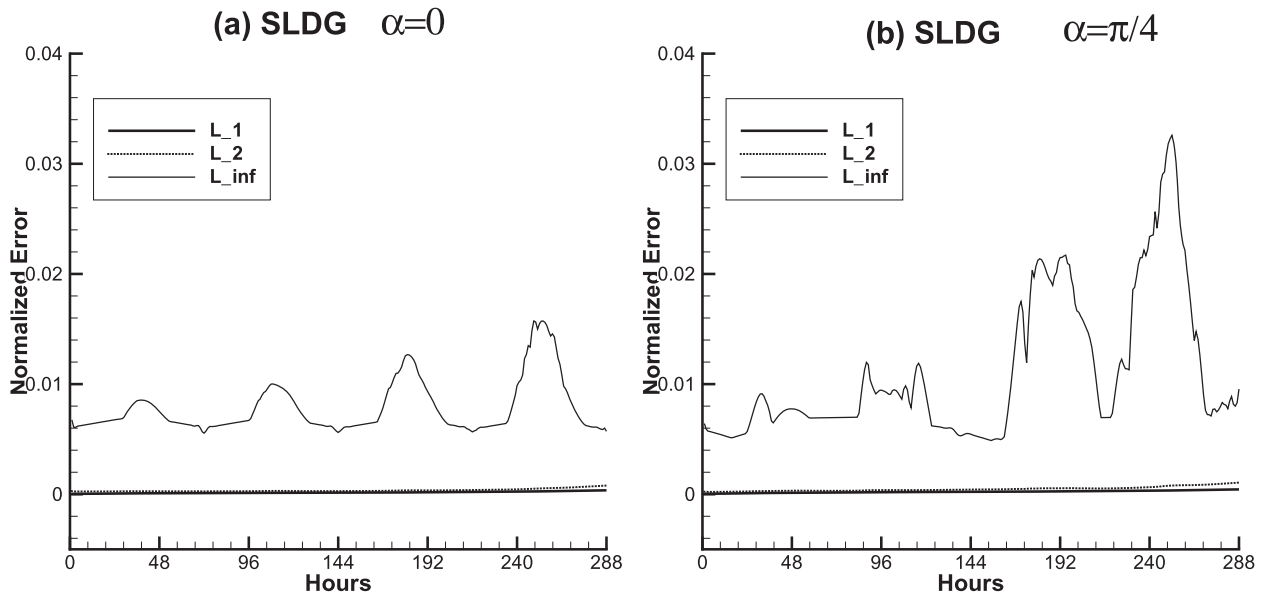 (a) SLDG α=0
0.04
L_1
L_2
L_inf
0.03
0.02
0.01
0
Normalized Error
0 48 96 144 192 240 288
Hours
(b) SLDG α=π/4
0.04
L_1
L_2
L_inf
0.03
0.02
0.01
0
Normalized Error
0 48 96 144 192 240 288
Hours